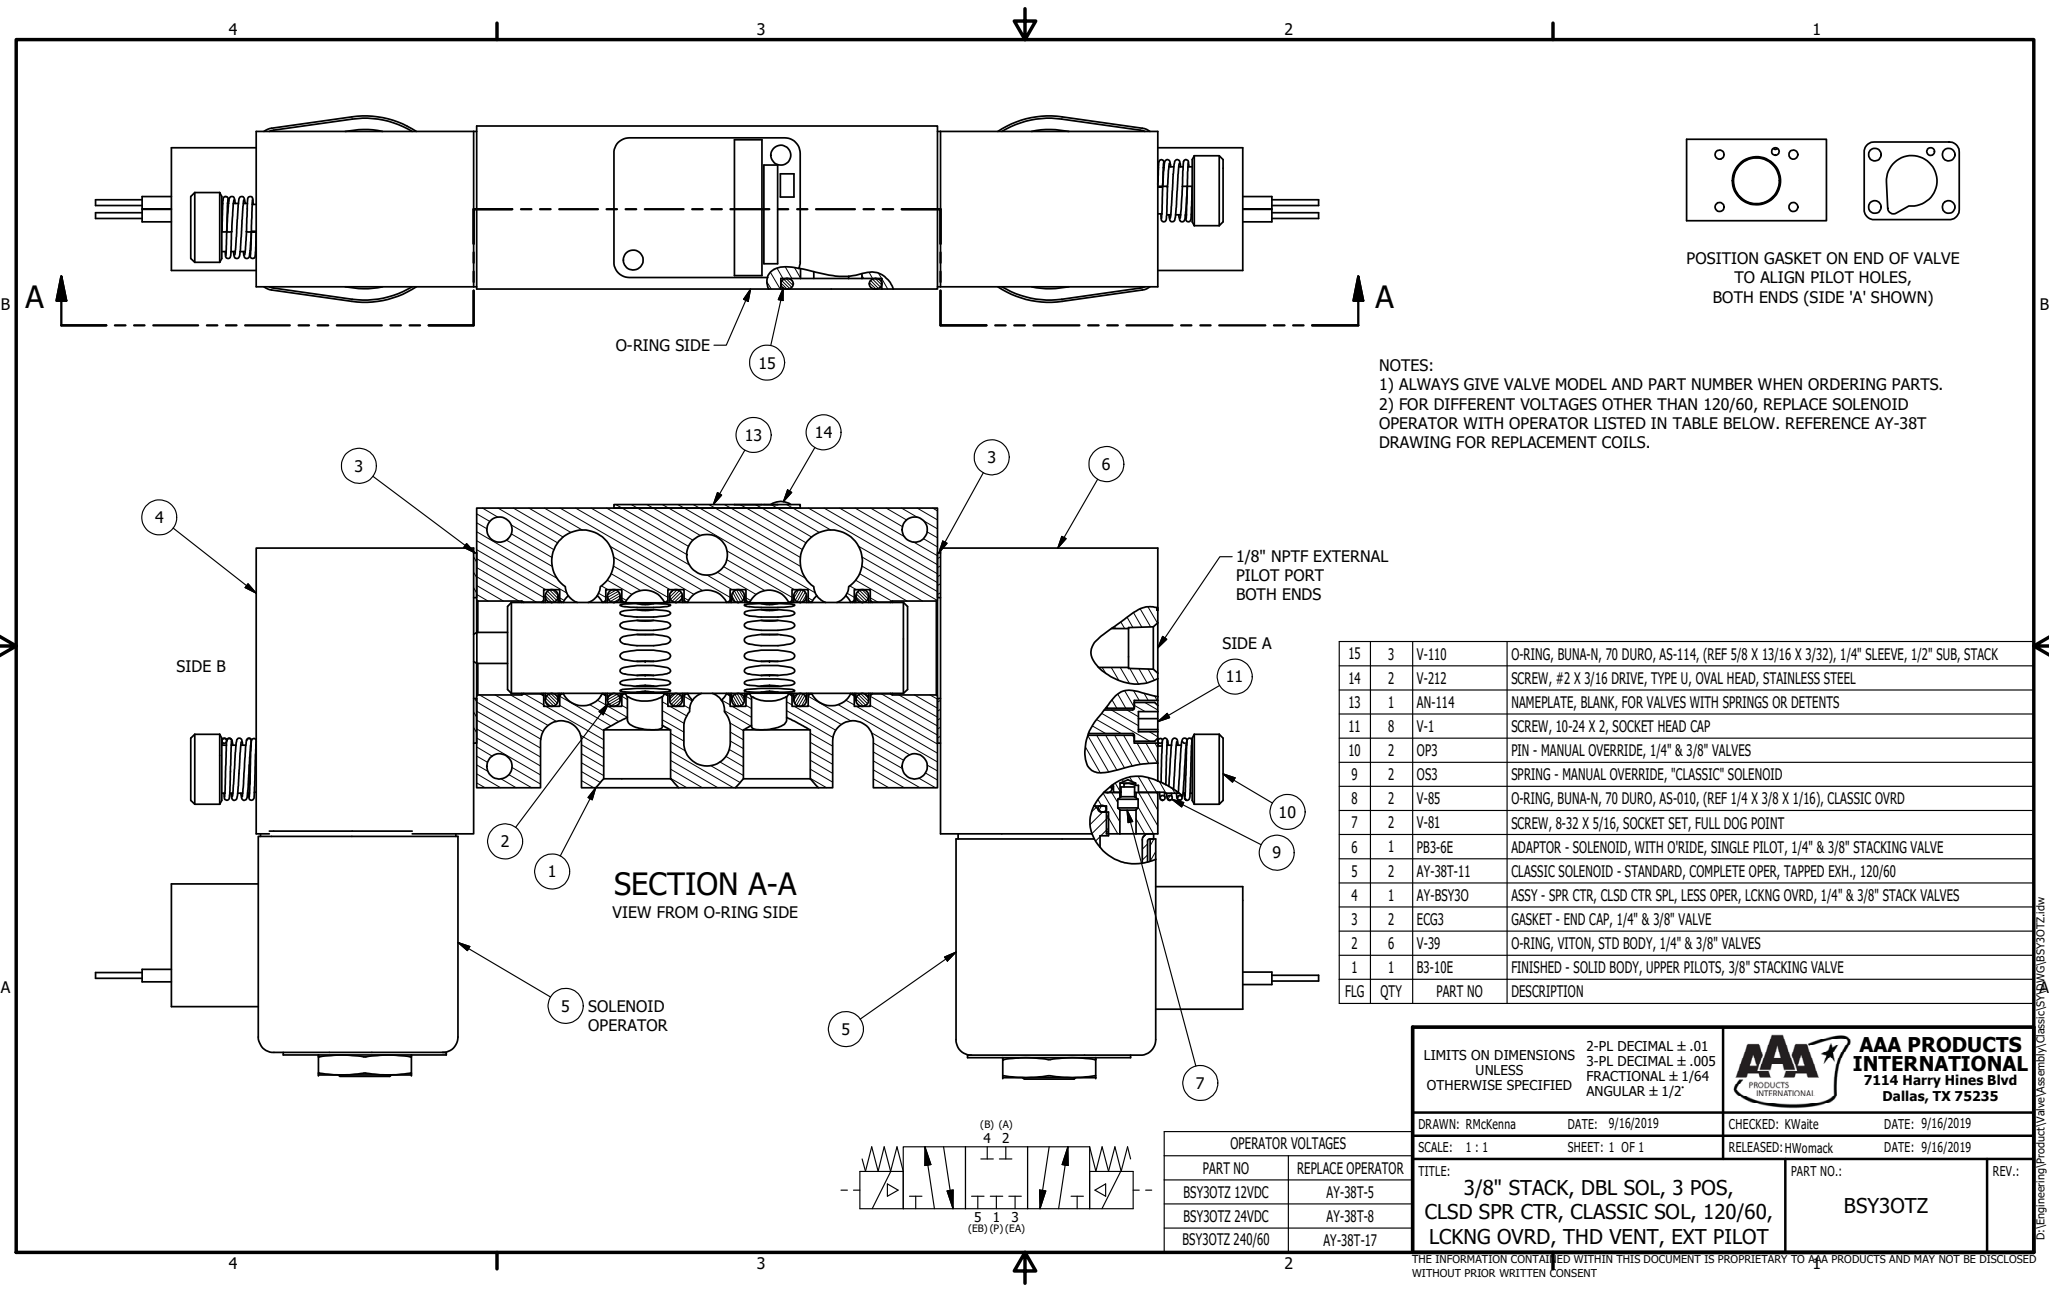 4
3
2
1
B
B
A
A
O-RING SIDE
15
POSITION GASKET ON END OF VALVE
TO ALIGN PILOT HOLES,
BOTH ENDS (SIDE 'A' SHOWN)
NOTES:
1) ALWAYS GIVE VALVE MODEL AND PART NUMBER WHEN ORDERING PARTS.
2) FOR DIFFERENT VOLTAGES OTHER THAN 120/60, REPLACE SOLENOID
OPERATOR WITH OPERATOR LISTED IN TABLE BELOW. REFERENCE AY-38T
DRAWING FOR REPLACEMENT COILS.
13
14
3
3
6
4
1/8" NPTF EXTERNAL
PILOT PORT
BOTH ENDS
SIDE A
11
SIDE B
10
9
2
1
SECTION A-A
VIEW FROM O-RING SIDE
5 SOLENOID
OPERATOR
5
7
15 3 V-110 O-RING, BUNA-N, 70 DURO, AS-114, (REF 5/8 X 13/16 X 3/32), 1/4" SLEEVE, 1/2" SUB, STACK
14 2 V-212 SCREW, #2 X 3/16 DRIVE, TYPE U, OVAL HEAD, STAINLESS STEEL
13 1 AN-114 NAMEPLATE, BLANK, FOR VALVES WITH SPRINGS OR DETENTS
11 8 V-1 SCREW, 10-24 X 2, SOCKET HEAD CAP
10 2 OP3 PIN - MANUAL OVERRIDE, 1/4" & 3/8" VALVES
9 2 OS3 SPRING - MANUAL OVERRIDE, "CLASSIC" SOLENOID
8 2 V-85 O-RING, BUNA-N, 70 DURO, AS-010, (REF 1/4 X 3/8 X 1/16), CLASSIC OVRD
7 2 V-81 SCREW, 8-32 X 5/16, SOCKET SET, FULL DOG POINT
6 1 PB3-6E ADAPTOR - SOLENOID, WITH O'RIDE, SINGLE PILOT, 1/4" & 3/8" STACKING VALVE
5 2 AY-38T-11 CLASSIC SOLENOID - STANDARD, COMPLETE OPER, TAPPED EXH., 120/60
4 1 AY-BSY3O ASSY - SPR CTR, CLSD CTR SPL, LESS OPER, LCKNG OVRD, 1/4" & 3/8" STACK VALVES
3 2 ECG3 GASKET - END CAP, 1/4" & 3/8" VALVE
2 6 V-39 O-RING, VITON, STD BODY, 1/4" & 3/8" VALVES
1 1 B3-10E FINISHED - SOLID BODY, UPPER PILOTS, 3/8" STACKING VALVE
FLG QTY PART NO DESCRIPTION
A
A
D:\Engineering\Product\Valve\Assembly\Classic\SY\DWG\BSY3OTZ.idw
(B) (A)
4 2
5 1 3
(EB) (P) (EA)
OPERATOR VOLTAGES
PART NO REPLACE OPERATOR
BSY3OTZ 12VDC AY-38T-5
BSY3OTZ 24VDC AY-38T-8
BSY3OTZ 240/60 AY-38T-17
LIMITS ON DIMENSIONS
UNLESS
OTHERWISE SPECIFIED
2-PL DECIMAL ± .01
3-PL DECIMAL ± .005
FRACTIONAL ± 1/64
ANGULAR ± 1/2°
AAA
PRODUCTS
INTERNATIONAL
AAA PRODUCTS
INTERNATIONAL
7114 Harry Hines Blvd
Dallas, TX 75235
DRAWN: RMcKenna DATE: 9/16/2019 CHECKED: KWaite DATE: 9/16/2019
SCALE: 1 : 1 SHEET: 1 OF 1 RELEASED: HWomack DATE: 9/16/2019
TITLE:
3/8" STACK, DBL SOL, 3 POS,
CLSD SPR CTR, CLASSIC SOL, 120/60,
LCKNG OVRD, THD VENT, EXT PILOT
PART NO.:
BSY3OTZ
REV.:
4
3
2
1
THE INFORMATION CONTAINED WITHIN THIS DOCUMENT IS PROPRIETARY TO AAA PRODUCTS AND MAY NOT BE DISCLOSED
WITHOUT PRIOR WRITTEN CONSENT